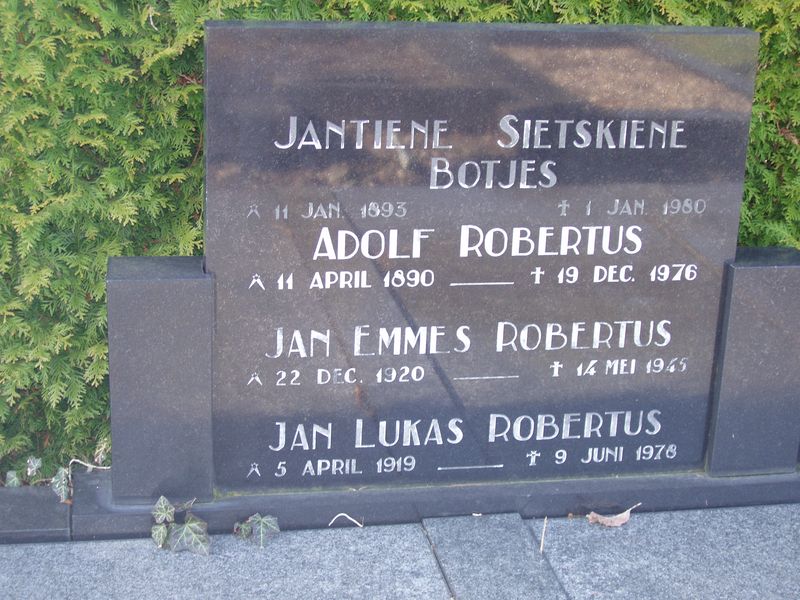 JANTIENE SIETSKIENE
BOTJES
11 JAN. 1893 † 1 JAN. 1980
ADOLF ROBERTUS
11 APRIL 1890 — † 19 DEC. 1976
JAN EMMES ROBERTUS
22 DEC. 1920 — † 14 MEI 1945
JAN LUKAS ROBERTUS
5 APRIL 1919 — † 9 JUNI 1978